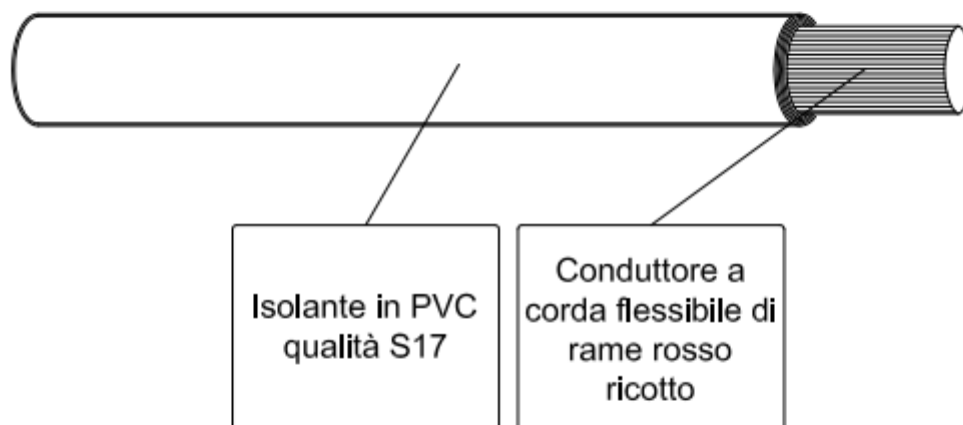 Isolante in PVC
qualità S17
Conduttore a
corda flessibile di
rame rosso
ricotto